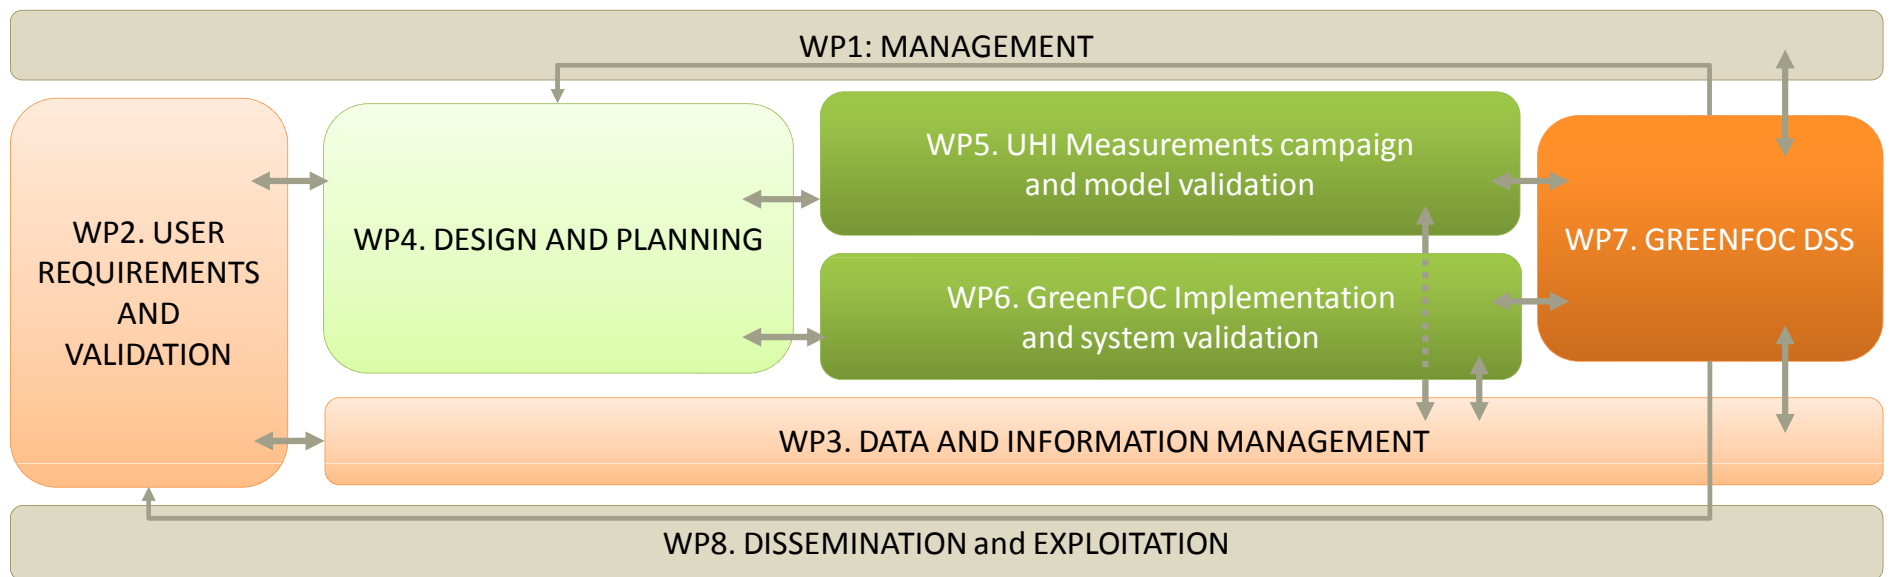 WP1: MANAGEMENT
WP2. USER
REQUIREMENTS
AND
VALIDATION
WP4. DESIGN AND PLANNING
WP5. UHI Measurements campaign
and model validation
WP6. GreenFOC Implementation
and system validation
WP7. GREENFOC DSS
WP3. DATA AND INFORMATION MANAGEMENT
WP8. DISSEMINATION and EXPLOITATION